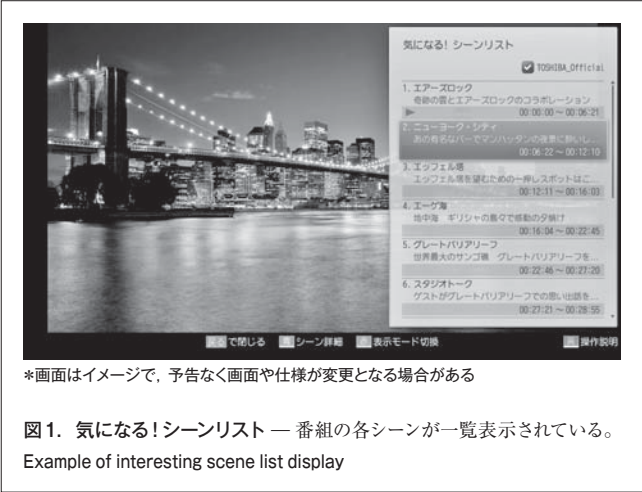 気になる!シーンリスト
TOSHIBA_Official
1. エアーズロック
奇跡の雲とエアーズロックのコラボレーション
00:00:00 ~ 00:06:21
2. ニューヨーク・シティ
あの有名なバーでマンハッタンの夜景に酔いし...
00:06:22 ~ 00:12:10
3. エッフェル塔
エッフェル塔を望むための一押しスポットはこ...
00:12:11 ~ 00:16:03
4. エーゲ海
地中海 ギリシャの島々で感動の夕焼け
00:16:04 ~ 00:22:45
5. グレートバリアリーフ
世界最大のサンゴ礁 グレートバリアリーフを...
00:22:46 ~ 00:27:20
6. スタジオトーク
ゲストがグレートバリアリーフでの思い出話を...
00:27:21 ~ 00:28:55
戻る で閉じる シーン詳細 表示モード切換 操作説明
*画面はイメージで,予告なく画面や仕様が変更となる場合がある
図1. 気になる!シーンリスト — 番組の各シーンが一覧表示されている。
Example of interesting scene list display